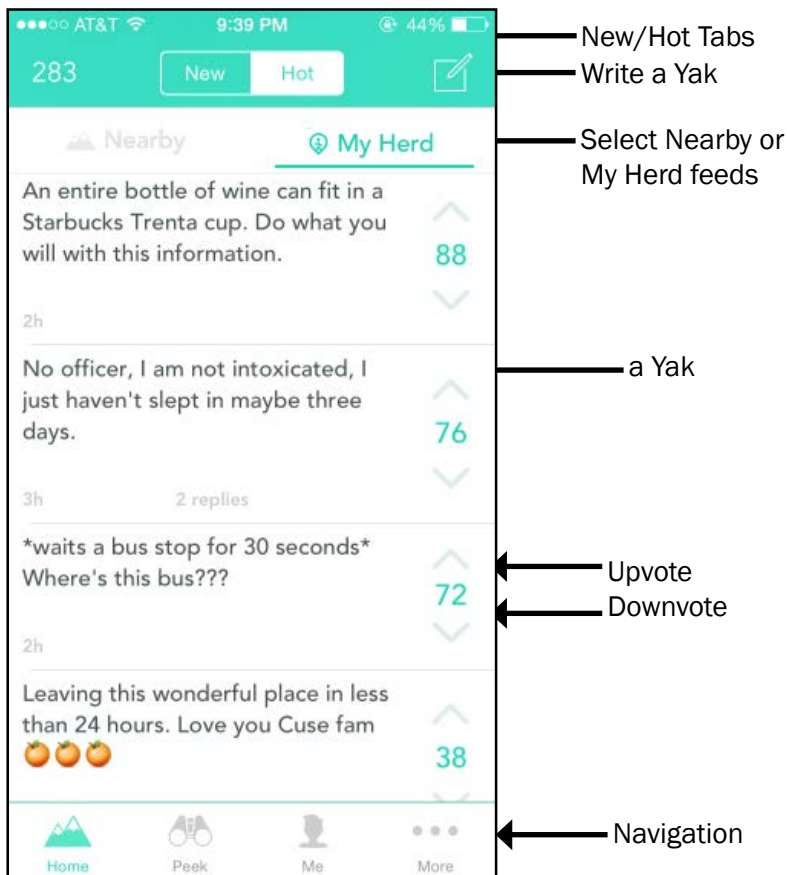 AT&T 9:39 PM 44%
283 New Hot
Nearby My Herd
An entire bottle of wine can fit in a
Starbucks Trenta cup. Do what you
will with this information.
88
2h
No officer, I am not intoxicated, I
just haven't slept in maybe three
days.
76
3h 2 replies
*waits a bus stop for 30 seconds*
Where's this bus???
72
2h
Leaving this wonderful place in less
than 24 hours. Love you Cuse fam
38
Home Peek Me More
New/Hot Tabs
Write a Yak
Select Nearby or
My Herd feeds
a Yak
Upvote
Downvote
Navigation